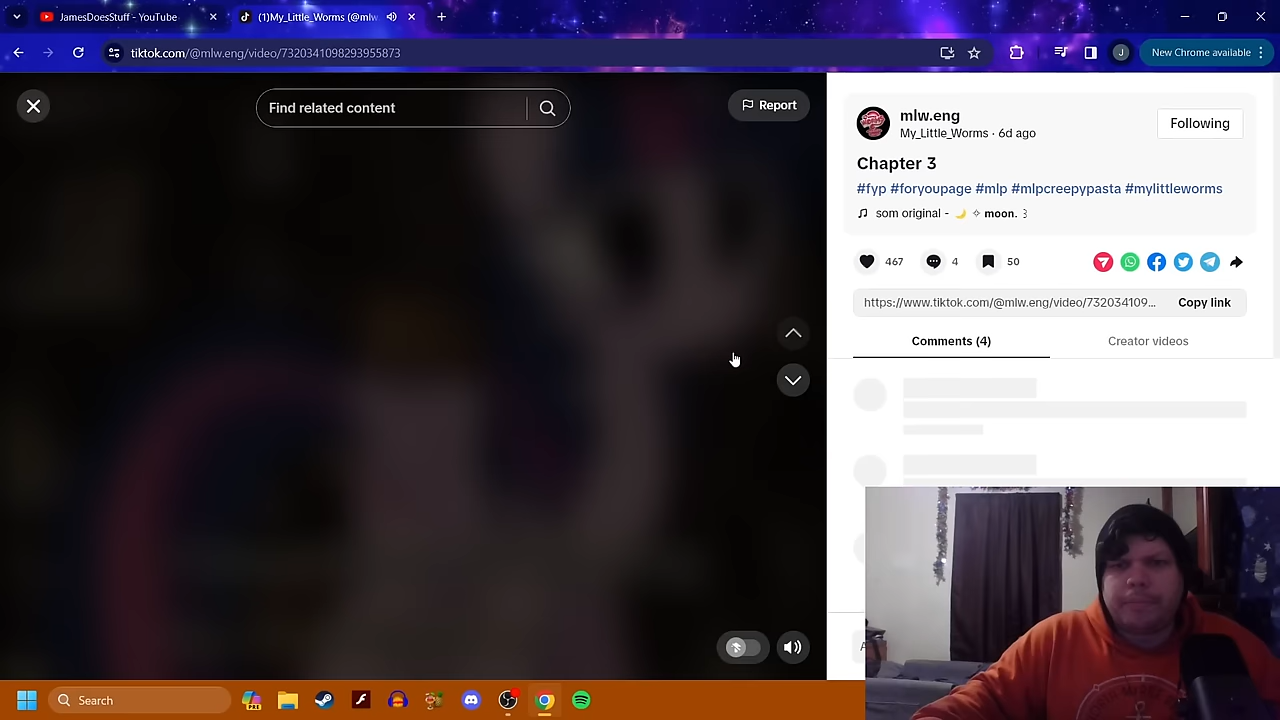 JamesDoesStuff - YouTube
(1)My_Little_Worms (@mlw
tiktok.com/@mlw.eng/video/7320341098293955873
J
New Chrome available
Find related content
Report
mlw.eng
My_Little_Worms · 6d ago
Following
Chapter 3
#fyp #foryoupage #mlp #mlpcreepypasta #mylittleworms
som original - 🌙 ✧ moon. ꒱
467
4
50
https://www.tiktok.com/@mlw.eng/video/732034109...
Copy link
Comments (4)
Creator videos
A
Search
PRE